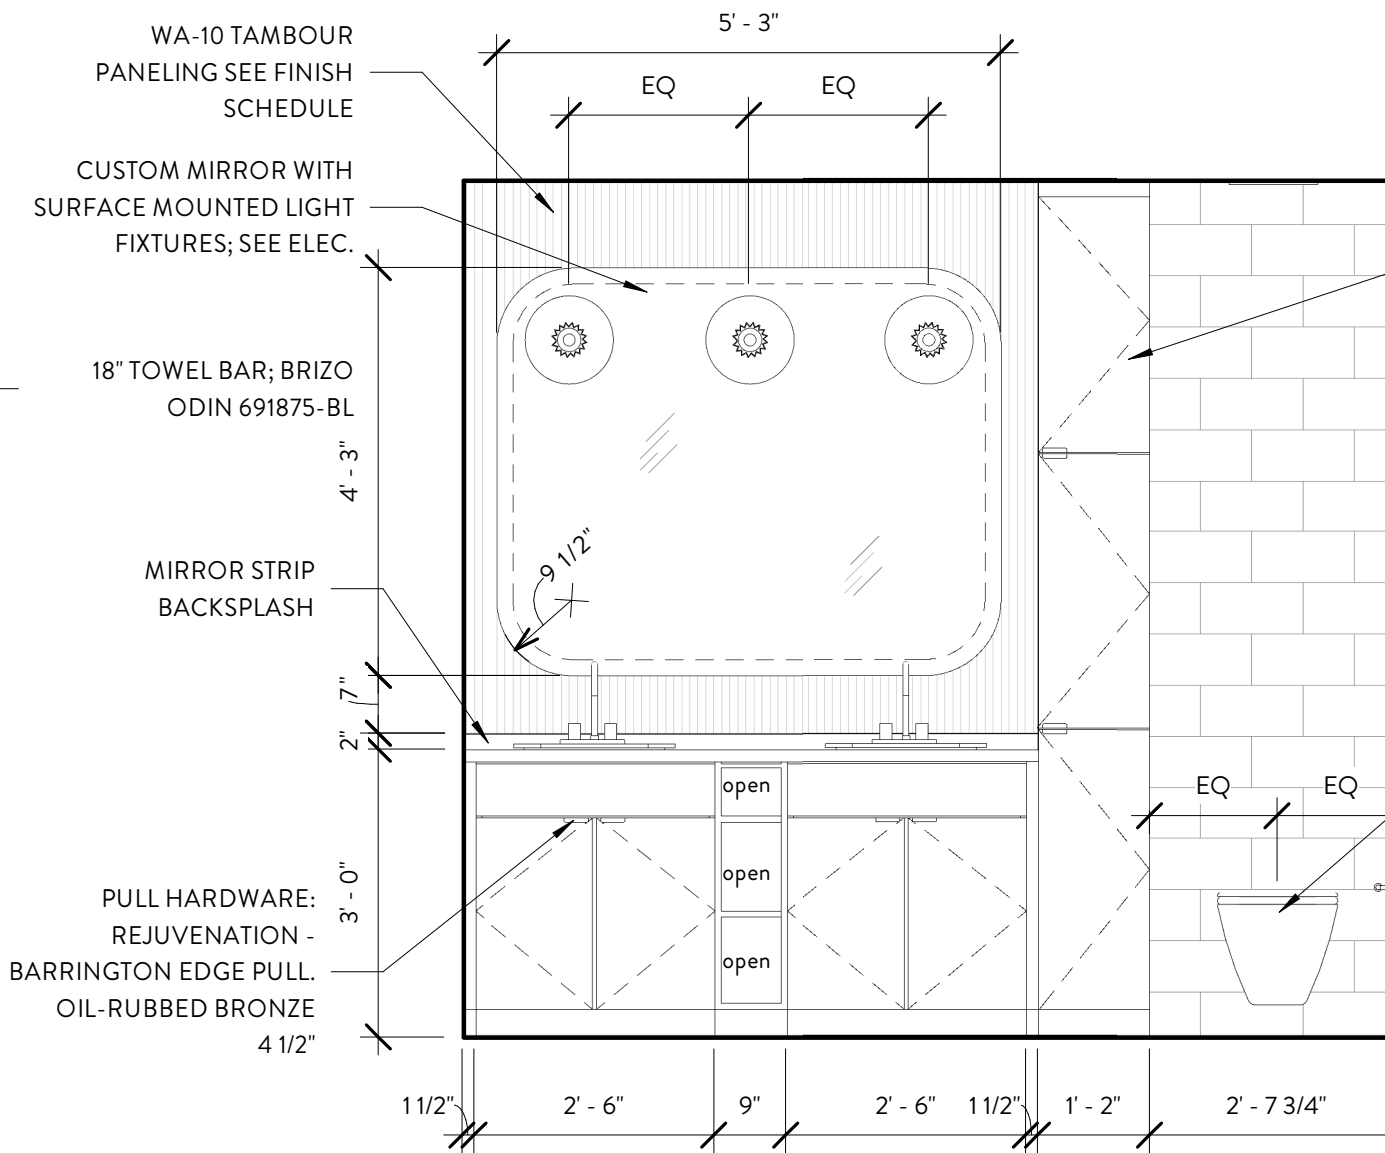 5' - 3"
WA-10 TAMBOUR
PANELING SEE FINISH
SCHEDULE
EQ
EQ
CUSTOM MIRROR WITH
SURFACE MOUNTED LIGHT
FIXTURES; SEE ELEC.
18" TOWEL BAR; BRIZO
ODIN 691875-BL
4' - 3"
9 1/2"
MIRROR STRIP
BACKSPLASH
7"
2"
open
EQ
EQ
open
3' - 0"
PULL HARDWARE:
REJUVENATION -
BARRINGTON EDGE PULL.
OIL-RUBBED BRONZE
4 1/2"
open
1 1/2"
2' - 6"
9"
2' - 6"
1 1/2"
1' - 2"
2' - 7 3/4"